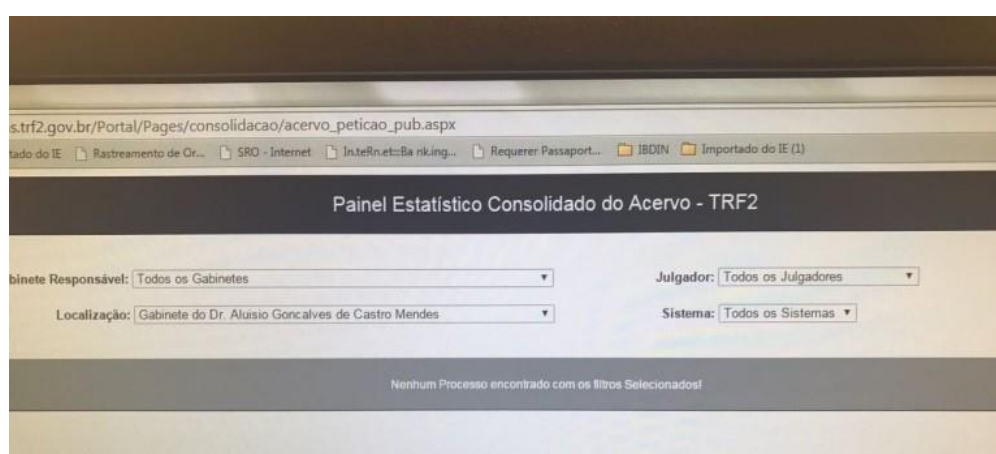 s.trf2.gov.br/Portal/Pages/consolidacao/acervo_peticao_pub.aspx
tado do IE Rastreamento de Or... SRO - Internet In.teRn.et:::Ba nk.ing... Requerer Passaport... IBDIN Importado do IE (1)
Painel Estatístico Consolidado do Acervo - TRF2
binete Responsável: Todos os Gabinetes Julgador: Todos os Julgadores
Localização: Gabinete do Dr. Aluisio Goncalves de Castro Mendes Sistema: Todos os Sistemas
Nenhum Processo encontrado com os filtros Selecionados!